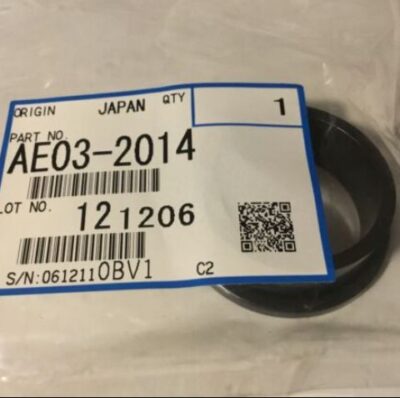 ORIGIN JAPAN QTY 1
PART NO.
AE03-2014
LOT NO. 121206
S/N:0612110BV1 C2